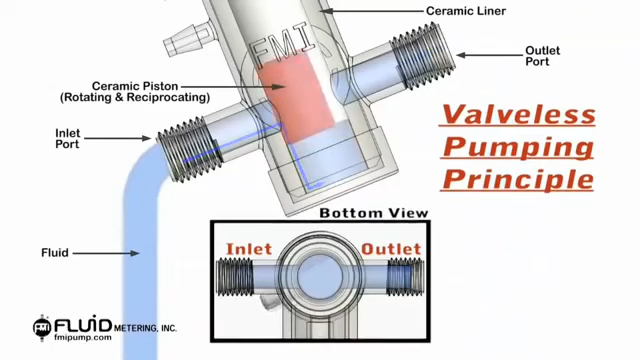 Ceramic Liner
FMI
Outlet
Port
Ceramic Piston
(Rotating & Reciprocating)
Valveless
Pumping
Principle
Inlet
Port
Bottom View
Inlet
Outlet
Fluid
FMI FLUID METERING, INC.
fmipump.com